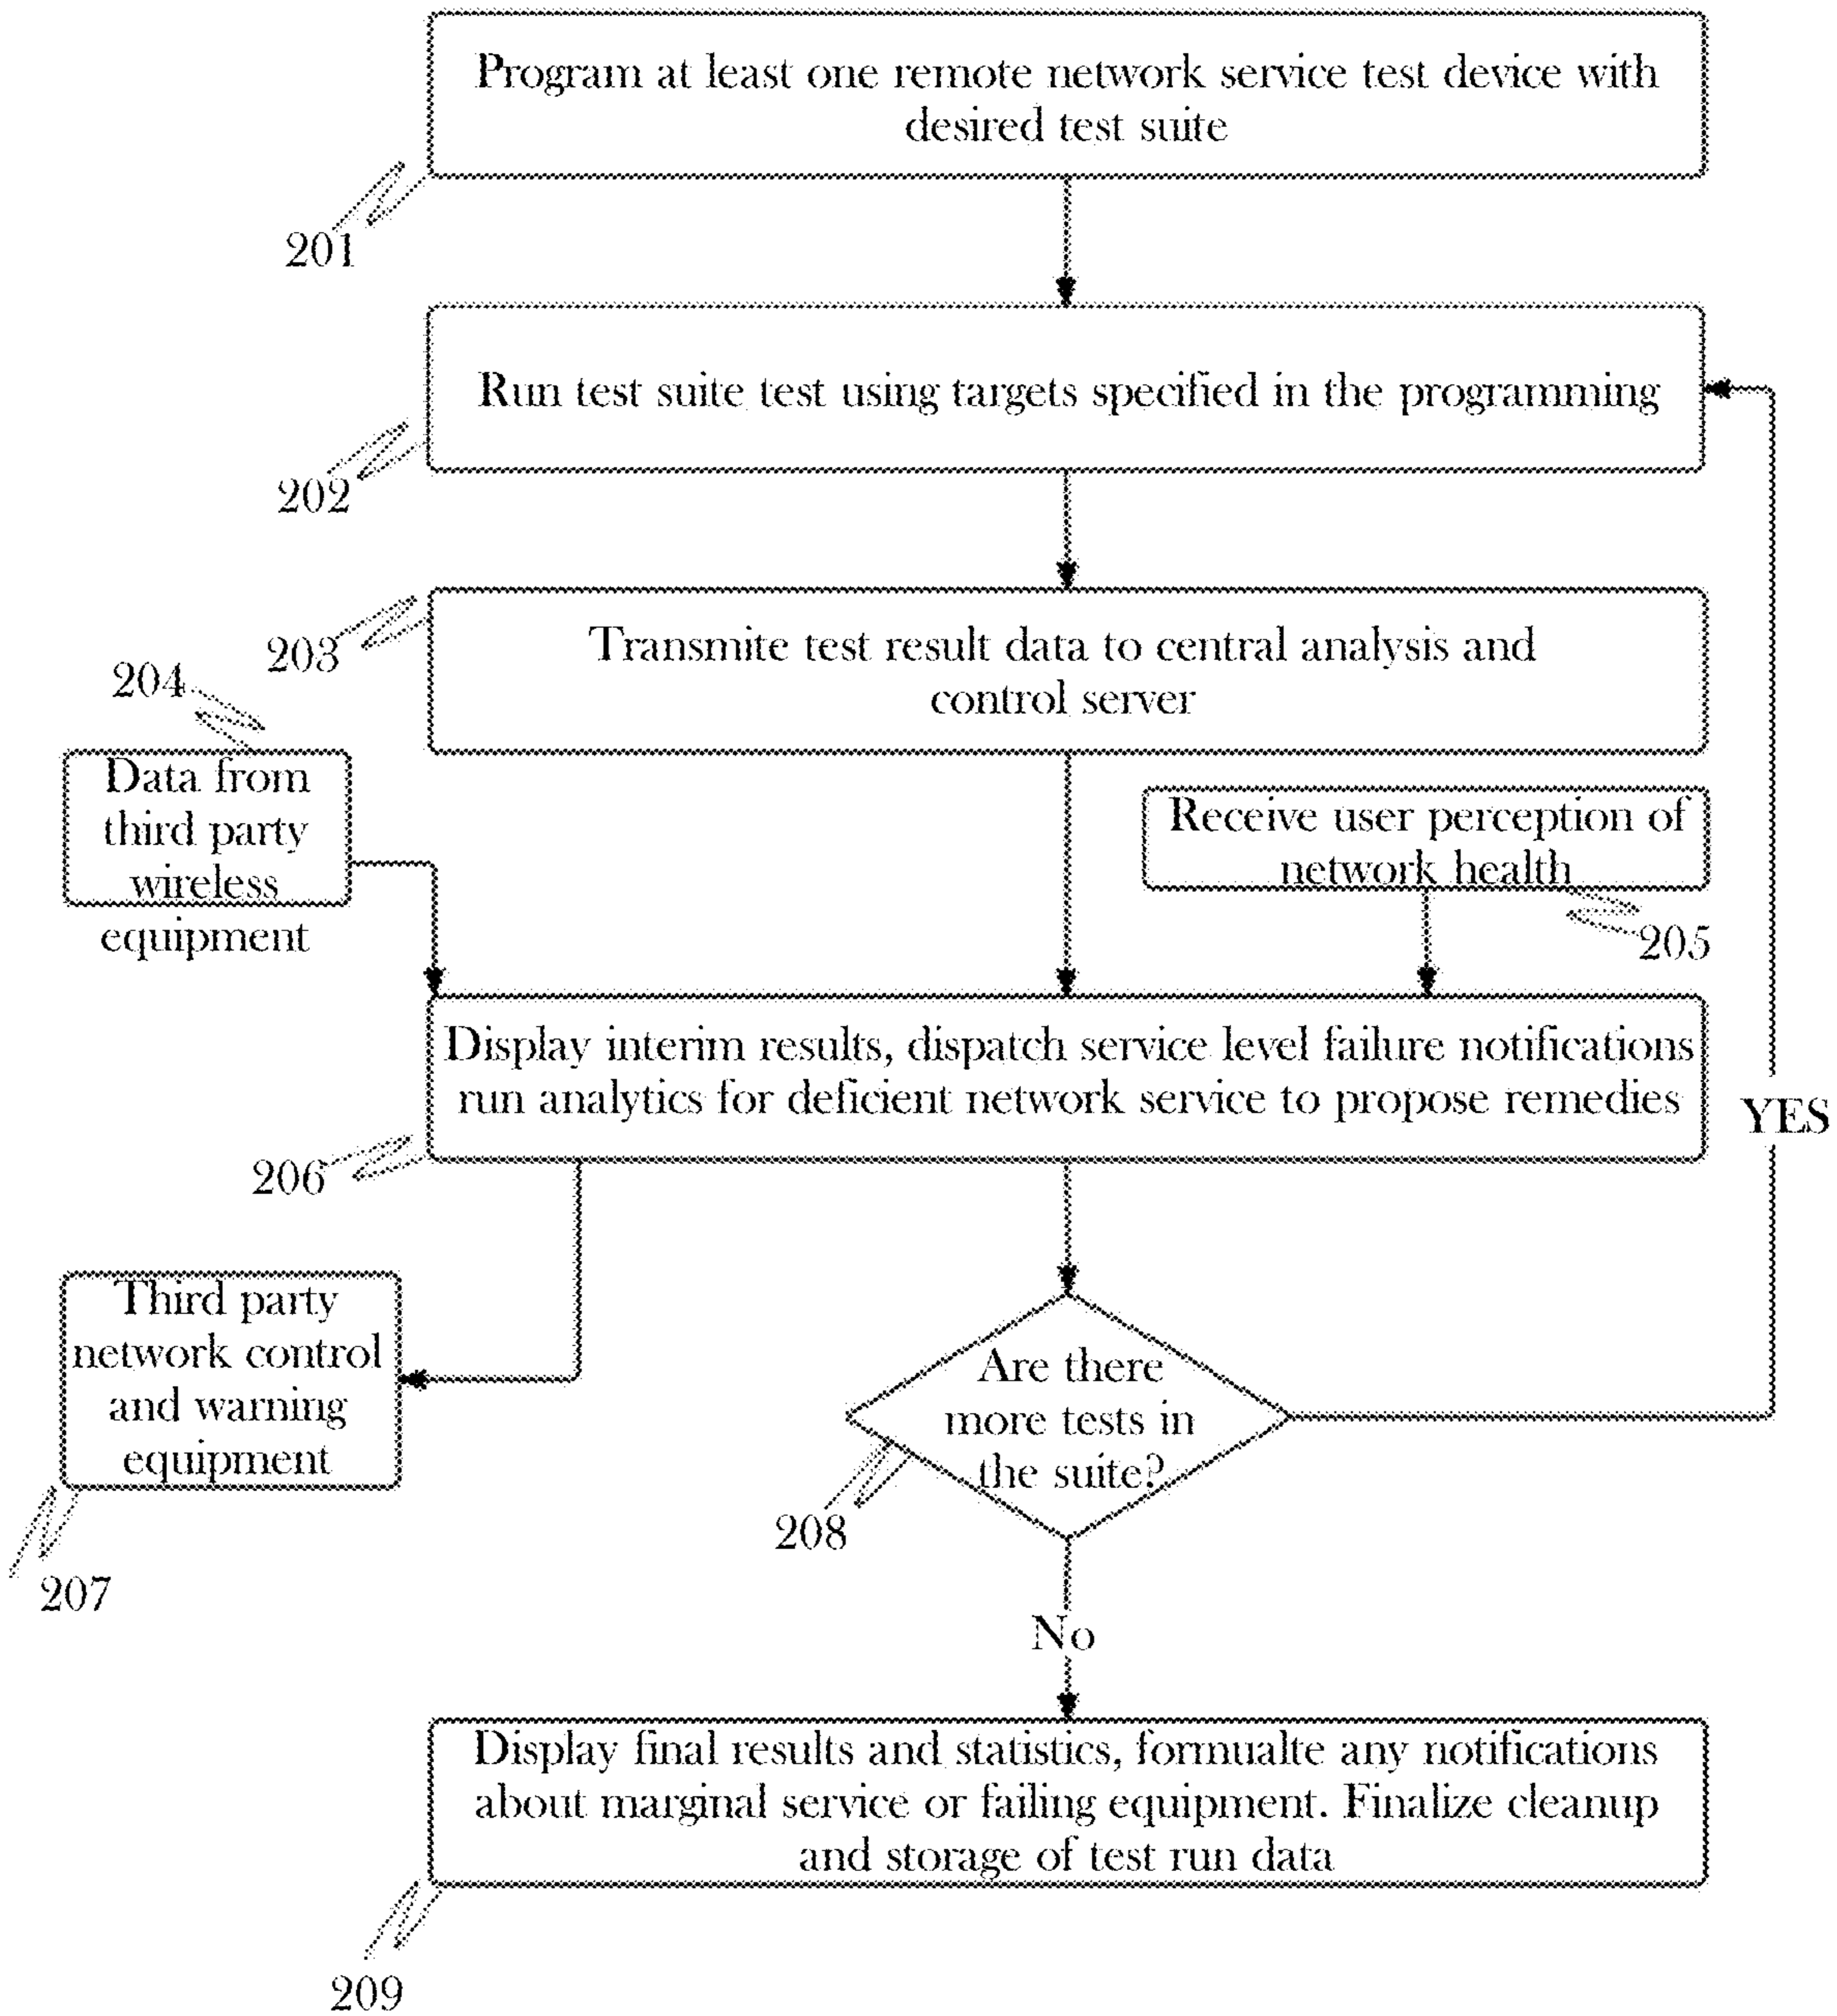 Program at least one remote network service test device with
desired test suite
201
Run test suite test using targets specified in the programming
202
Transmite test result data to central analysis and
control server
203
204
Data from
third party
wireless
equipment
Receive user perception of
network health
205
Display interim results, dispatch service level failure notifications
run analytics for deficient network service to propose remedies
YES
206
Third party
network control
and warning
equipment
207
Are there
more tests in
the suite?
208
No
Display final results and statistics, formualte any notifications
about marginal service or failing equipment. Finalize cleanup
and storage of test run data
209